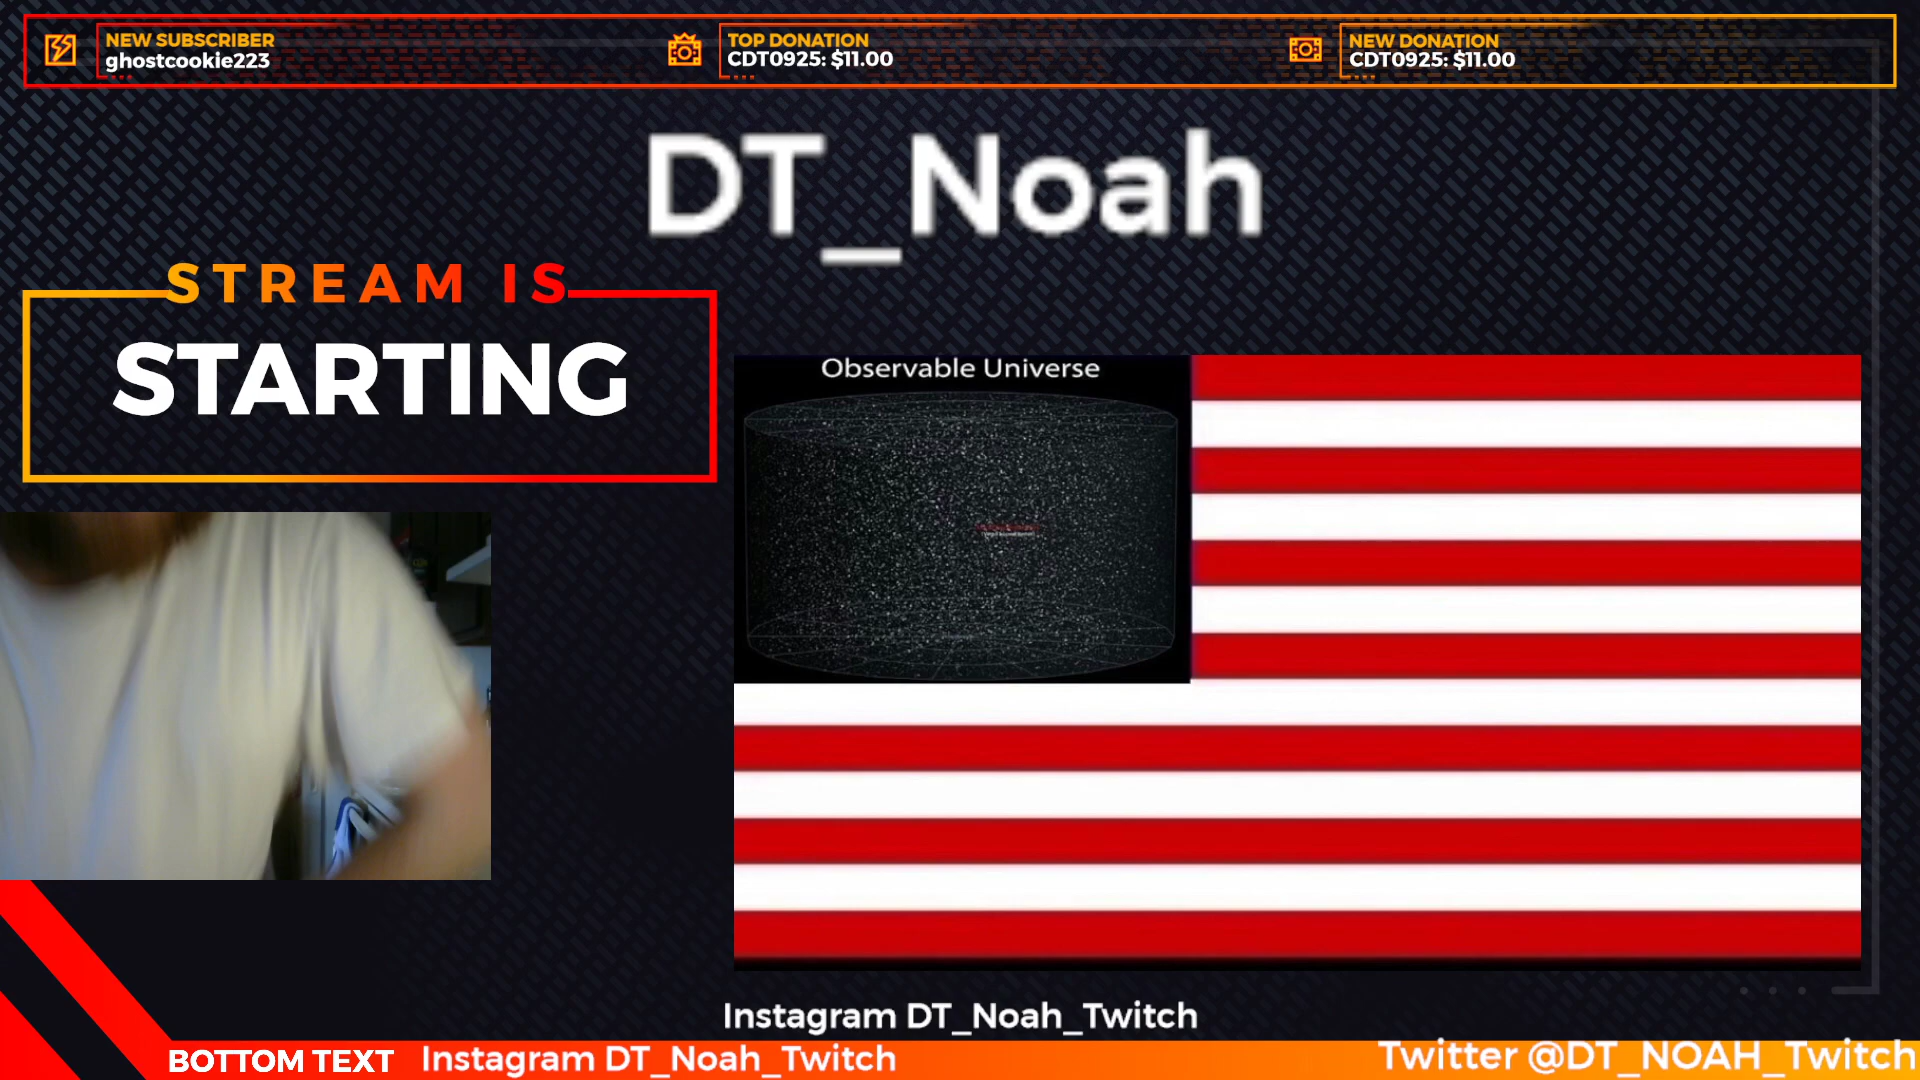 NEW SUBSCRIBER
ghostcookie223
TOP DONATION
CDT0925: $11.00
NEW DONATION
CDT0925: $11.00
DT_Noah
STREAM IS
STARTING
Observable Universe
Instagram DT_Noah_Twitch
BOTTOM TEXT
Instagram DT_Noah_Twitch
Twitter @DT_NOAH_Twitch